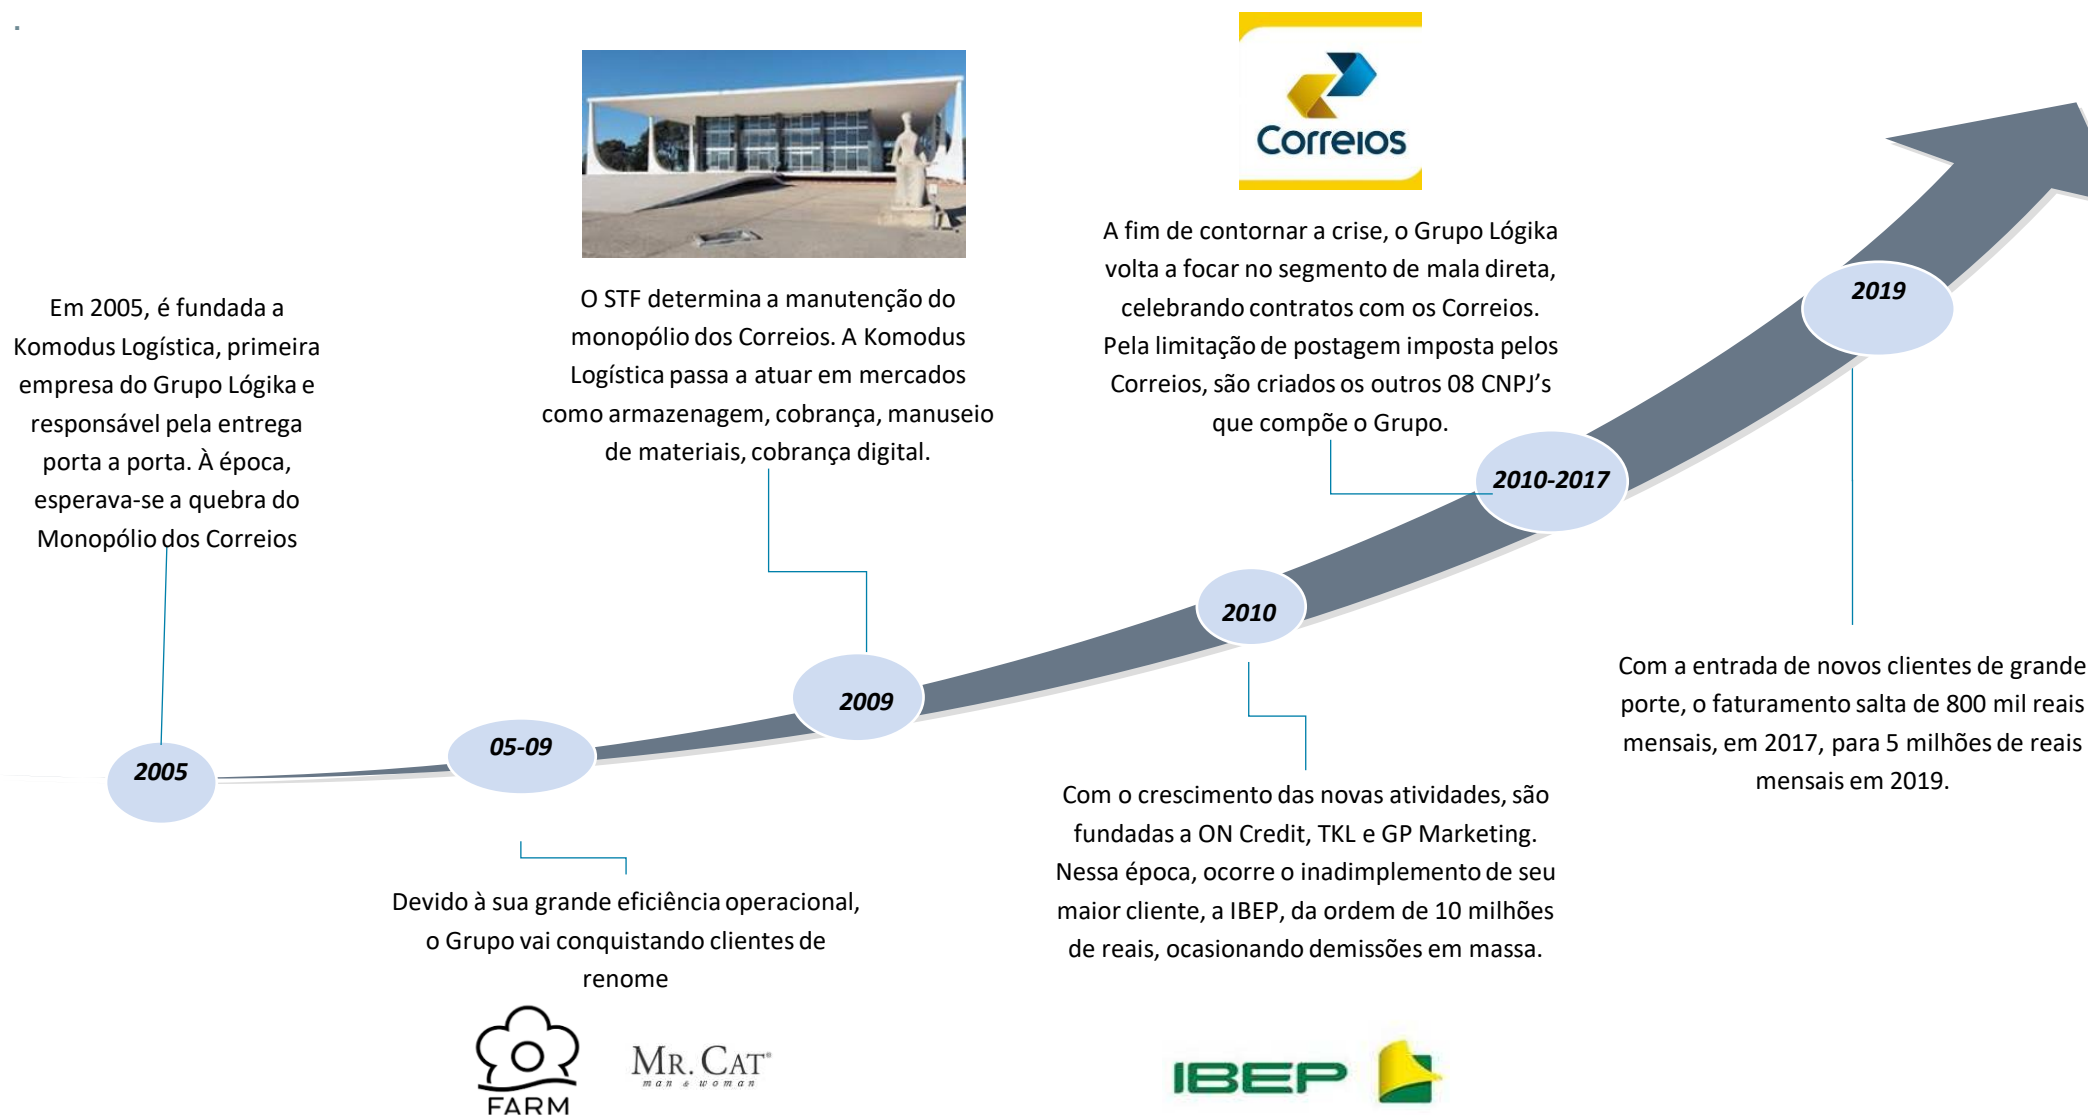 Em 2005, é fundada a
Komodus Logística, primeira
empresa do Grupo Lógika e
responsável pela entrega
porta a porta. À época,
esperava-se a quebra do
Monopólio dos Correios
2005
05-09
Devido à sua grande eficiência operacional,
o Grupo vai conquistando clientes de
renome
FARM
MR. CAT®
man & woman
O STF determina a manutenção do
monopólio dos Correios. A Komodus
Logística passa a atuar em mercados
como armazenagem, cobrança, manuseio
de materiais, cobrança digital.
2009
2010
Com o crescimento das novas atividades, são
fundadas a ON Credit, TKL e GP Marketing.
Nessa época, ocorre o inadimplemento de seu
maior cliente, a IBEP, da ordem de 10 milhões
de reais, ocasionando demissões em massa.
IBEP
Correios
A fim de contornar a crise, o Grupo Lógika
volta a focar no segmento de mala direta,
celebrando contratos com os Correios.
Pela limitação de postagem imposta pelos
Correios, são criados os outros 08 CNPJ’s
que compõe o Grupo.
2010-2017
2019
Com a entrada de novos clientes de grande
porte, o faturamento salta de 800 mil reais
mensais, em 2017, para 5 milhões de reais
mensais em 2019.